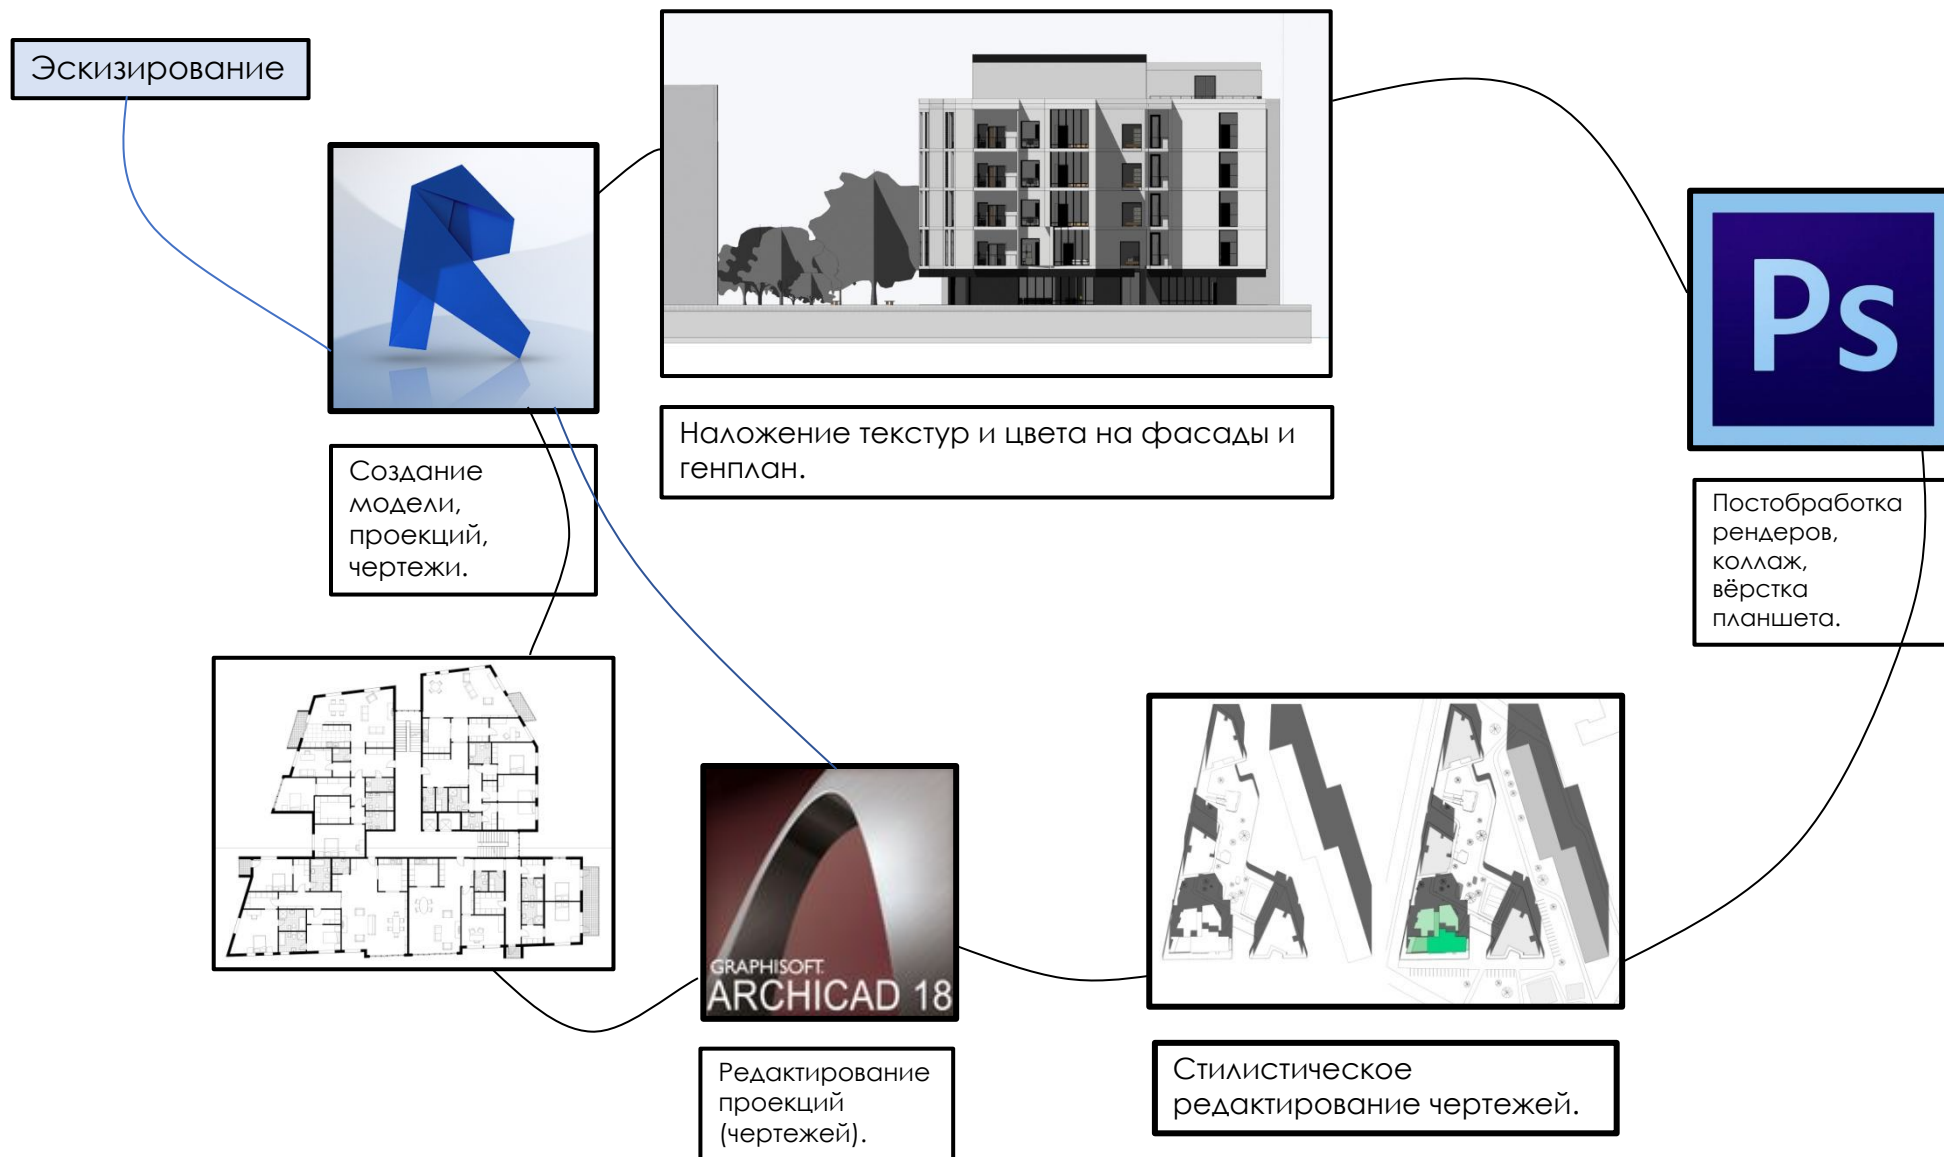 Эскизирование
Создание
модели,
проекций,
чертежи.
Наложение текстур и цвета на фасады и
генплан.
Ps
Постобработка
рендеров,
коллаж,
вёрстка
планшета.
GRAPHISOFT.
ARCHICAD 18
Редактирование
проекций
(чертежей).
Стилистическое
редактирование чертежей.